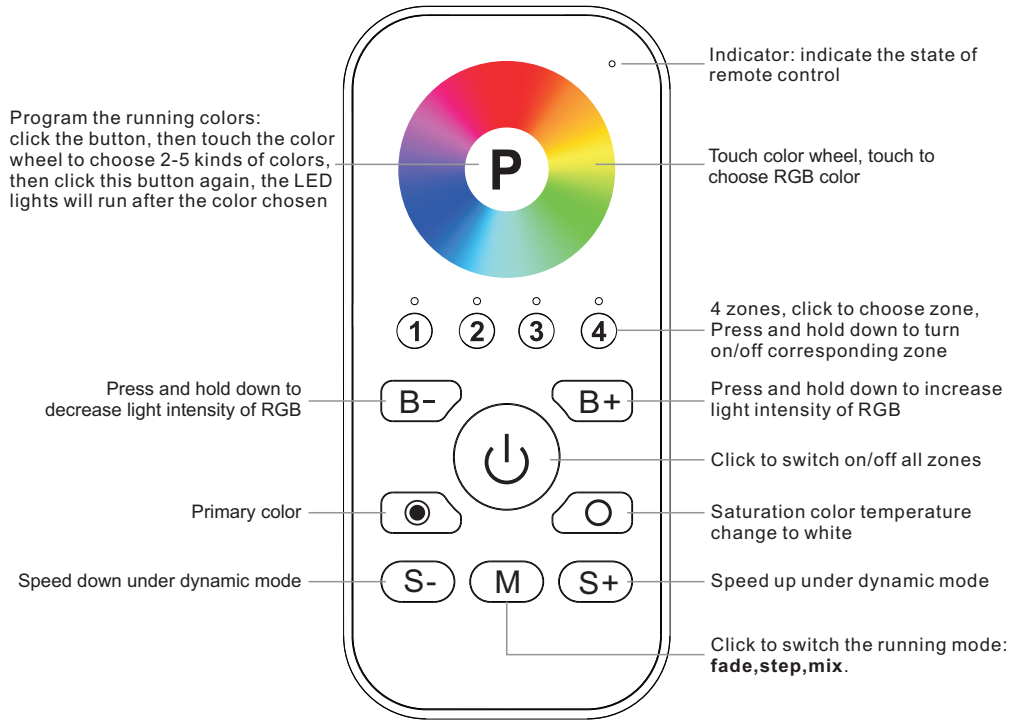 Indicator: indicate the state of
remote control
Program the running colors:
click the button, then touch the color
wheel to choose 2-5 kinds of colors,
then click this button again, the LED
lights will run after the color chosen
P
Touch color wheel, touch to
choose RGB color
1 2 3 4
4 zones, click to choose zone,
Press and hold down to turn
on/off corresponding zone
Press and hold down to
decrease light intensity of RGB
B-
B+
Press and hold down to increase
light intensity of RGB
Click to switch on/off all zones
Primary color
Saturation color temperature
change to white
Speed down under dynamic mode
S-
M
S+
Speed up under dynamic mode
Click to switch the running mode:
fade,step,mix.